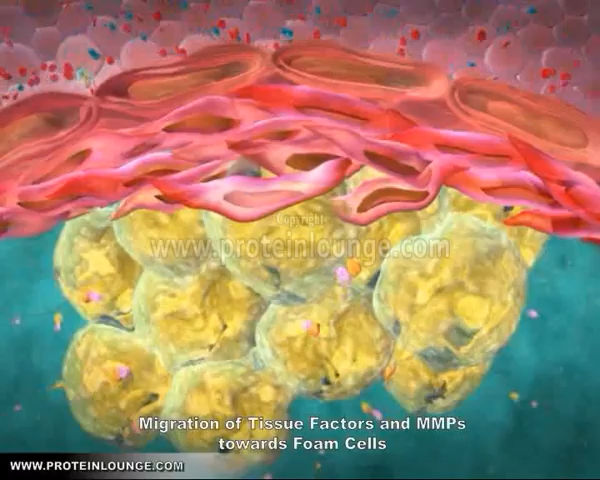 Copyright
www.proteinlounge.com
Migration of Tissue Factors and MMPs
towards Foam Cells
WWW.PROTEINLOUNGE.COM